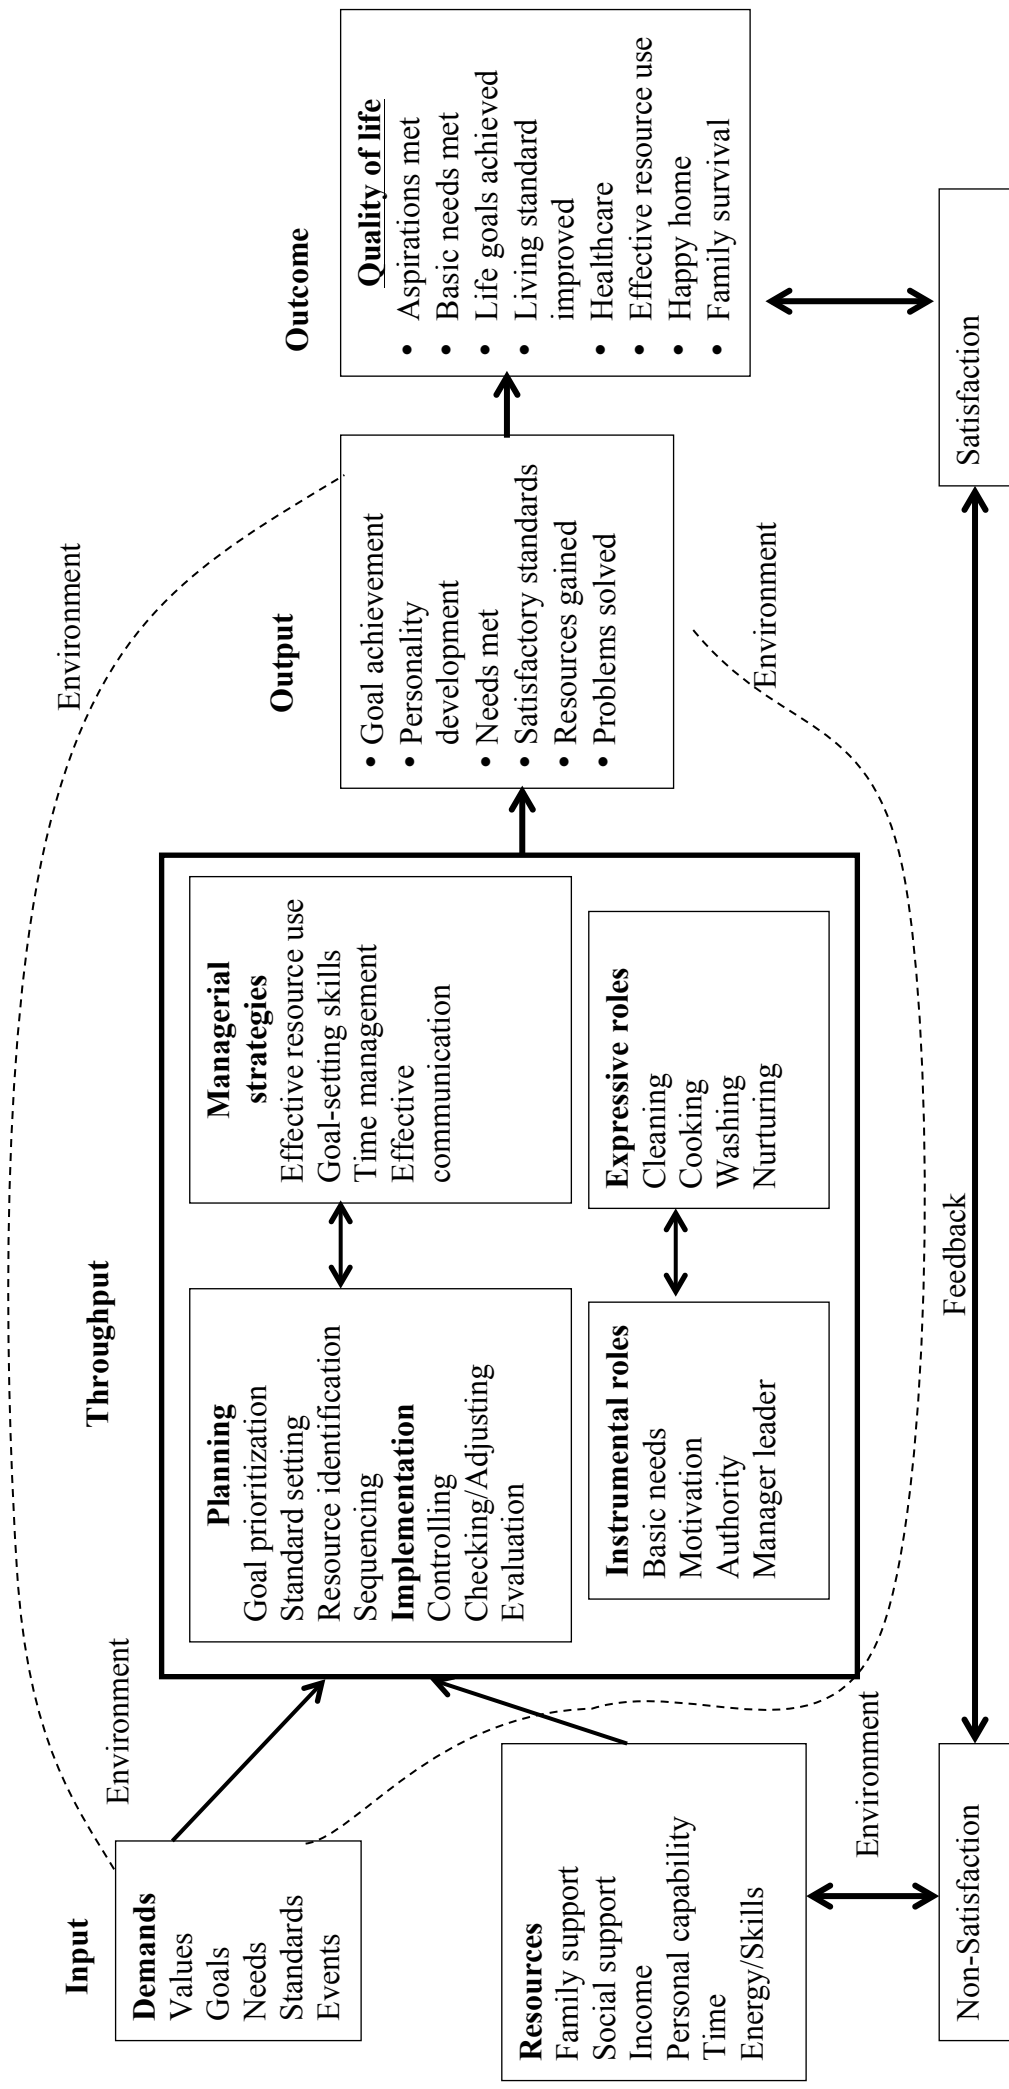 Input
Demands
Values
Goals
Needs
Standards
Events
Resources
Family support
Social support
Income
Personal capability
Time
Energy/Skills
Environment
Environment
Non-Satisfaction
Throughput
Planning
Goal prioritization
Standard setting
Resource identification
Sequencing
Implementation
Controlling
Checking/Adjusting
Evaluation
Managerial
strategies
Effective resource use
Goal-setting skills
Time management
Effective
communication
Instrumental roles
Basic needs
Motivation
Authority
Manager leader
Expressive roles
Cleaning
Cooking
Washing
Nurturing
Feedback
Environment
Output
• Goal achievement
• Personality
development
• Needs met
• Satisfactory standards
• Resources gained
• Problems solved
Environment
Outcome
Quality of life
• Aspirations met
• Basic needs met
• Life goals achieved
• Living standard
improved
• Healthcare
• Effective resource use
• Happy home
• Family survival
Satisfaction